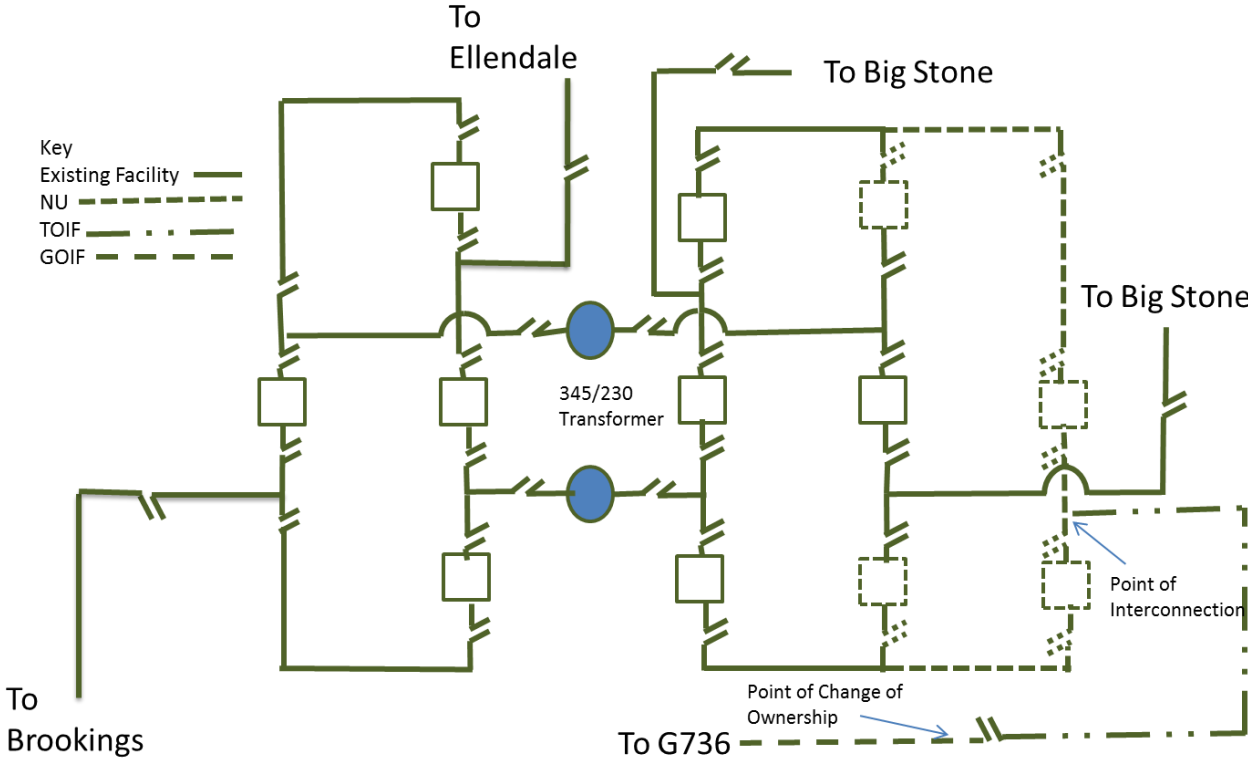 To
Ellendale
To Big Stone
Key
Existing Facility
NU
TOIF
GOIF
To Big Stone
345/230
Transformer
Point of
Interconnection
To
Brookings
Point of Change of
Ownership
To G736